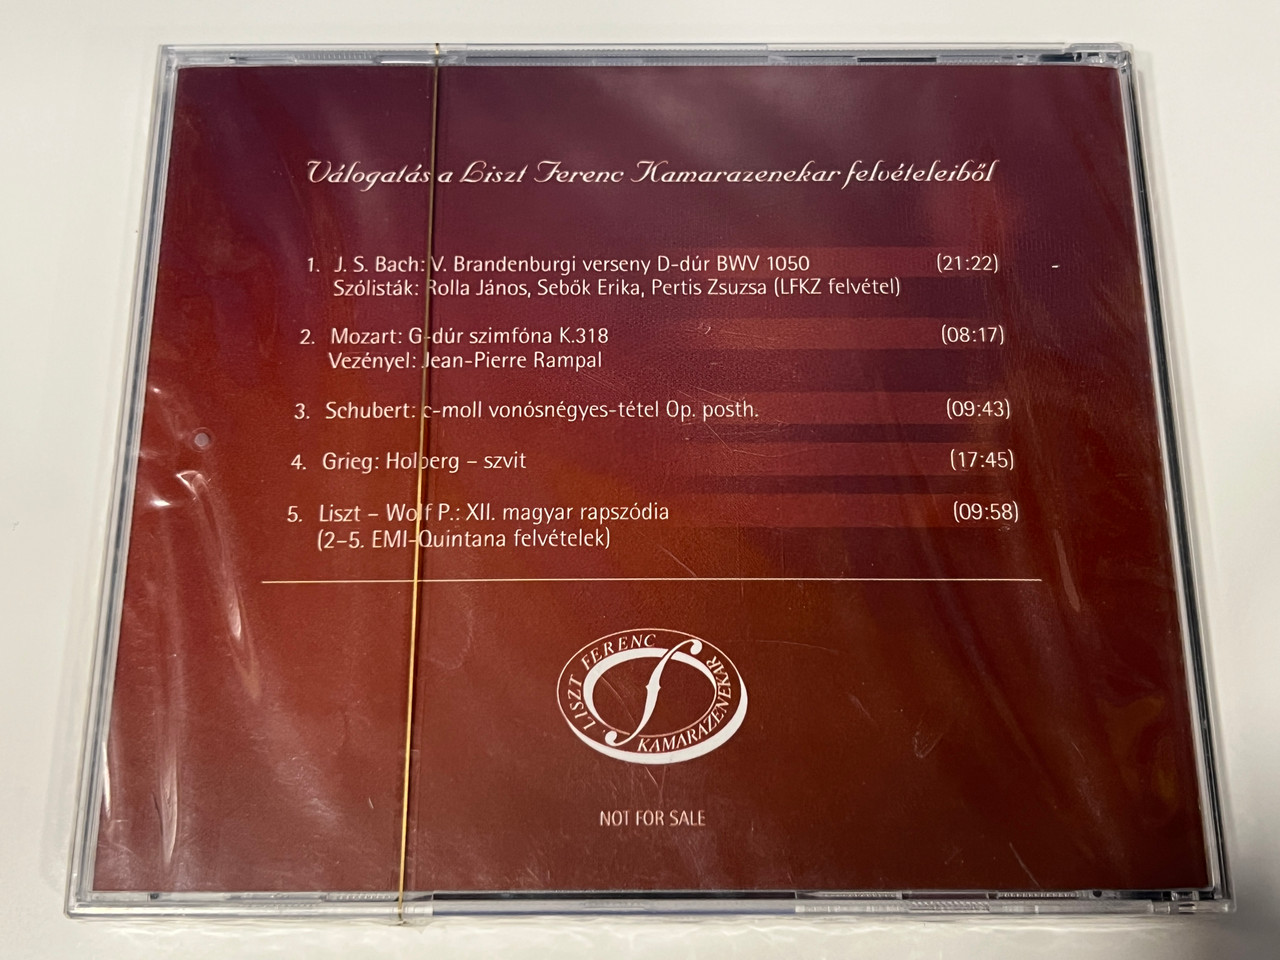 Válogatás a Liszt Ferenc Kamarazenekar felvételeiből
1. J. S. Bach: V. Brandenburgi verseny D-dúr BWV 1050 (21:22)
Szólisták: Rolla János, Sebők Erika, Pertis Zsuzsa (LFKZ felvétel)
2. Mozart: G-dúr szimfóna K.318 (08:17)
Vezényel: Jean-Pierre Rampal
3. Schubert: c-moll vonósnégyes-tétel Op. posth. (09:43)
4. Grieg: Holberg – szvit (17:45)
5. Liszt – Wolf P.: XII. magyar rapszódia (09:58)
(2–5. EMI-Quintana felvételek)
LISZT FERENC
KAMARAZENEKAR
NOT FOR SALE